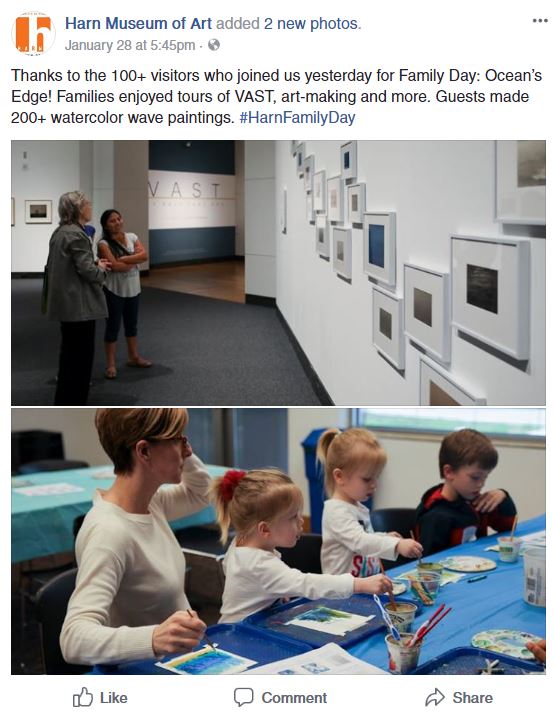 HARN
Harn Museum of Art added 2 new photos.
January 28 at 5:45pm ·
Thanks to the 100+ visitors who joined us yesterday for Family Day: Ocean's
Edge! Families enjoyed tours of VAST, art-making and more. Guests made
200+ watercolor wave paintings. #HarnFamilyDay
VAST
Like Comment Share